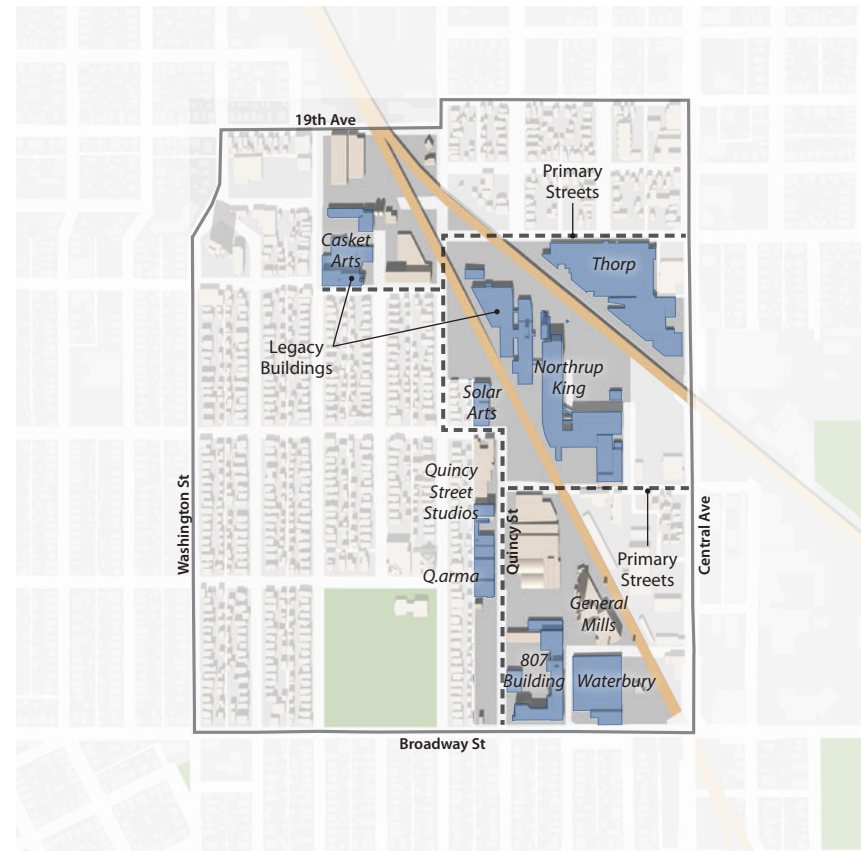 19th Ave
Primary
Streets
Casket
Arts
Thorp
Legacy
Buildings
Northrup
King
Solar
Arts
Quincy
Street
Studios
Washington St
Quincy St
Central Ave
Primary
Streets
Q.arma
General
Mills
807
Building
Waterbury
Broadway St